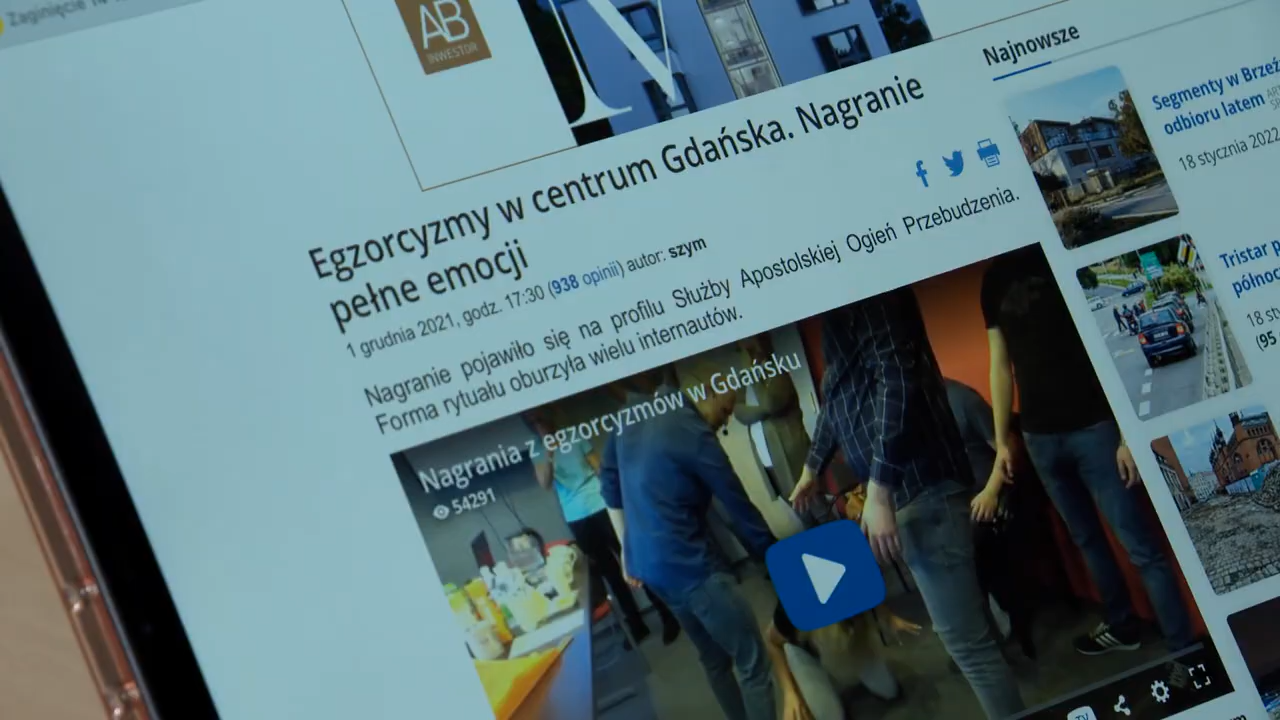 Zaginięcie
AB
INWESTOR
N
Egzorcyzmy w centrum Gdańska. Nagranie
pełne emocji
1 grudnia 2021, godz. 17:30 (938 opinii) autor: szym
Nagranie pojawiło się na profilu Służby Apostolskiej Ogień Przebudzenia.
Forma rytuału oburzyła wielu internautów.
Nagrania z egzorcyzmów w Gdańsku
54291
Najnowsze
Segmenty w Brzeź
odbioru latem
18 stycznia 2022
Tristar p
północ
18 st
(95